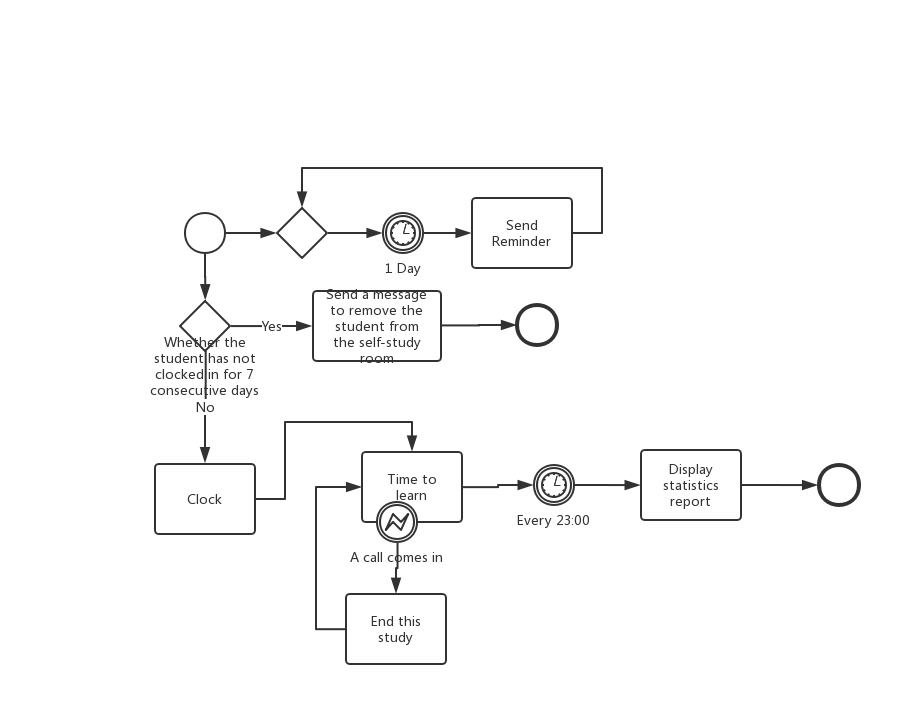 Send
Reminder
1 Day
Send a message
to remove the
student from
the self-study
room
Yes
Whether the
student has not
clocked in for 7
consecutive days
No
Clock
Time to
learn
A call comes in
End this
study
Every 23:00
Display
statistics
report